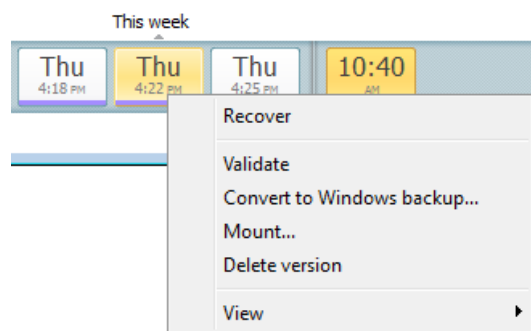 This week
Thu Thu Thu 10:40
4:18 PM 4:22 PM 4:25 PM AM
Recover
Validate
Convert to Windows backup...
Mount...
Delete version
View